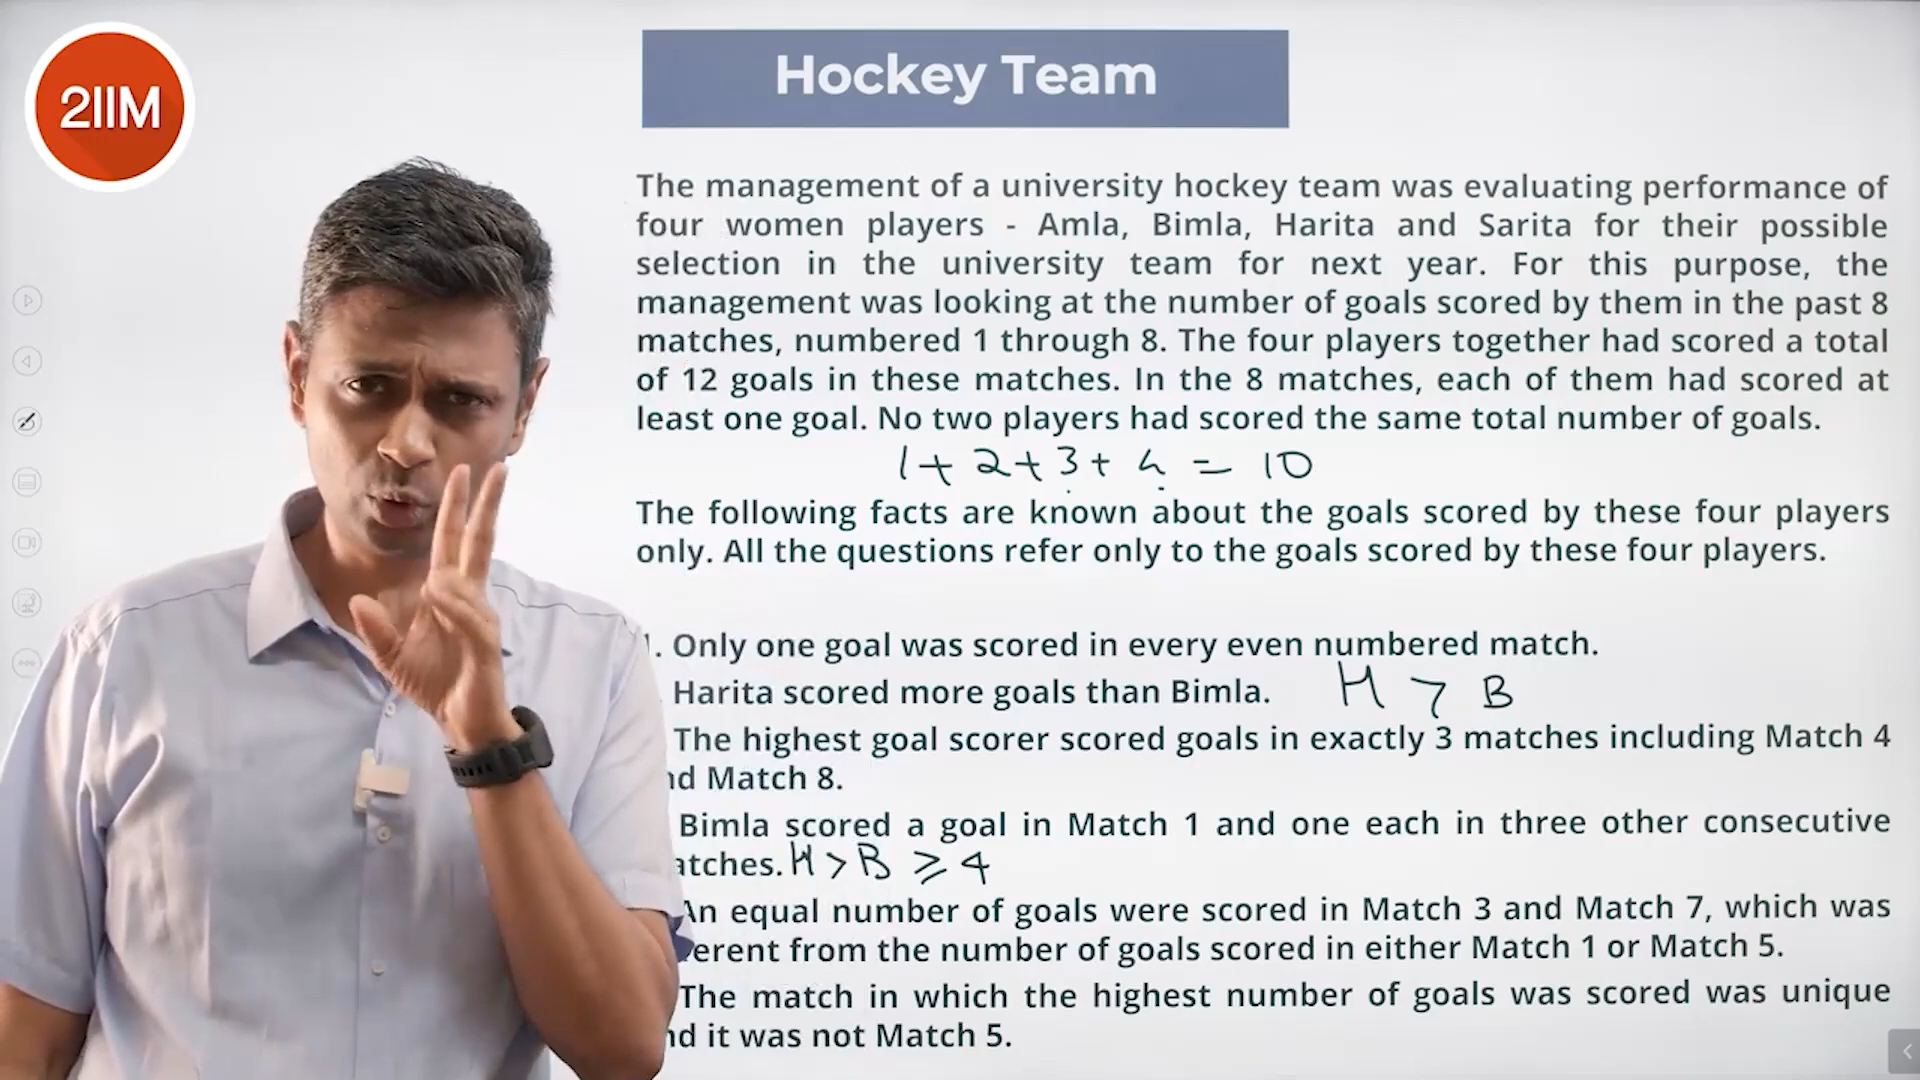 2IIM
Hockey Team
The management of a university hockey team was evaluating performance of
four women players - Amla, Bimla, Harita and Sarita for their possible
selection in the university team for next year. For this purpose, the
management was looking at the number of goals scored by them in the past 8
matches, numbered 1 through 8. The four players together had scored a total
of 12 goals in these matches. In the 8 matches, each of them had scored at
least one goal. No two players had scored the same total number of goals.
1 + 2 + 3 + 4 = 10
The following facts are known about the goals scored by these four players
only. All the questions refer only to the goals scored by these four players.
. Only one goal was scored in every even numbered match.
Harita scored more goals than Bimla. H > B
The highest goal scorer scored goals in exactly 3 matches including Match 4
Match 8.
Bimla scored a goal in Match 1 and one each in three other consecutive
H > B ≥ 4
An equal number of goals were scored in Match 3 and Match 7, which was
from the number of goals scored in either Match 1 or Match 5.
The match in which the highest number of goals was scored was unique
it was not Match 5.